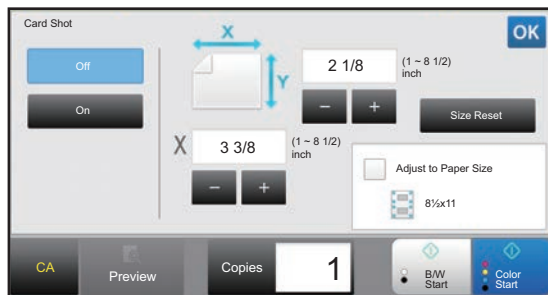 Card Shot
OK
X
Off
2 1/8
(1 ~ 8 1/2)
inch
Y
−
+
On
Size Reset
X
3 3/8
(1 ~ 8 1/2)
inch
−
+
Adjust to Paper Size
8½x11
CA
Preview
Copies
1
B/W
Start
Color
Start